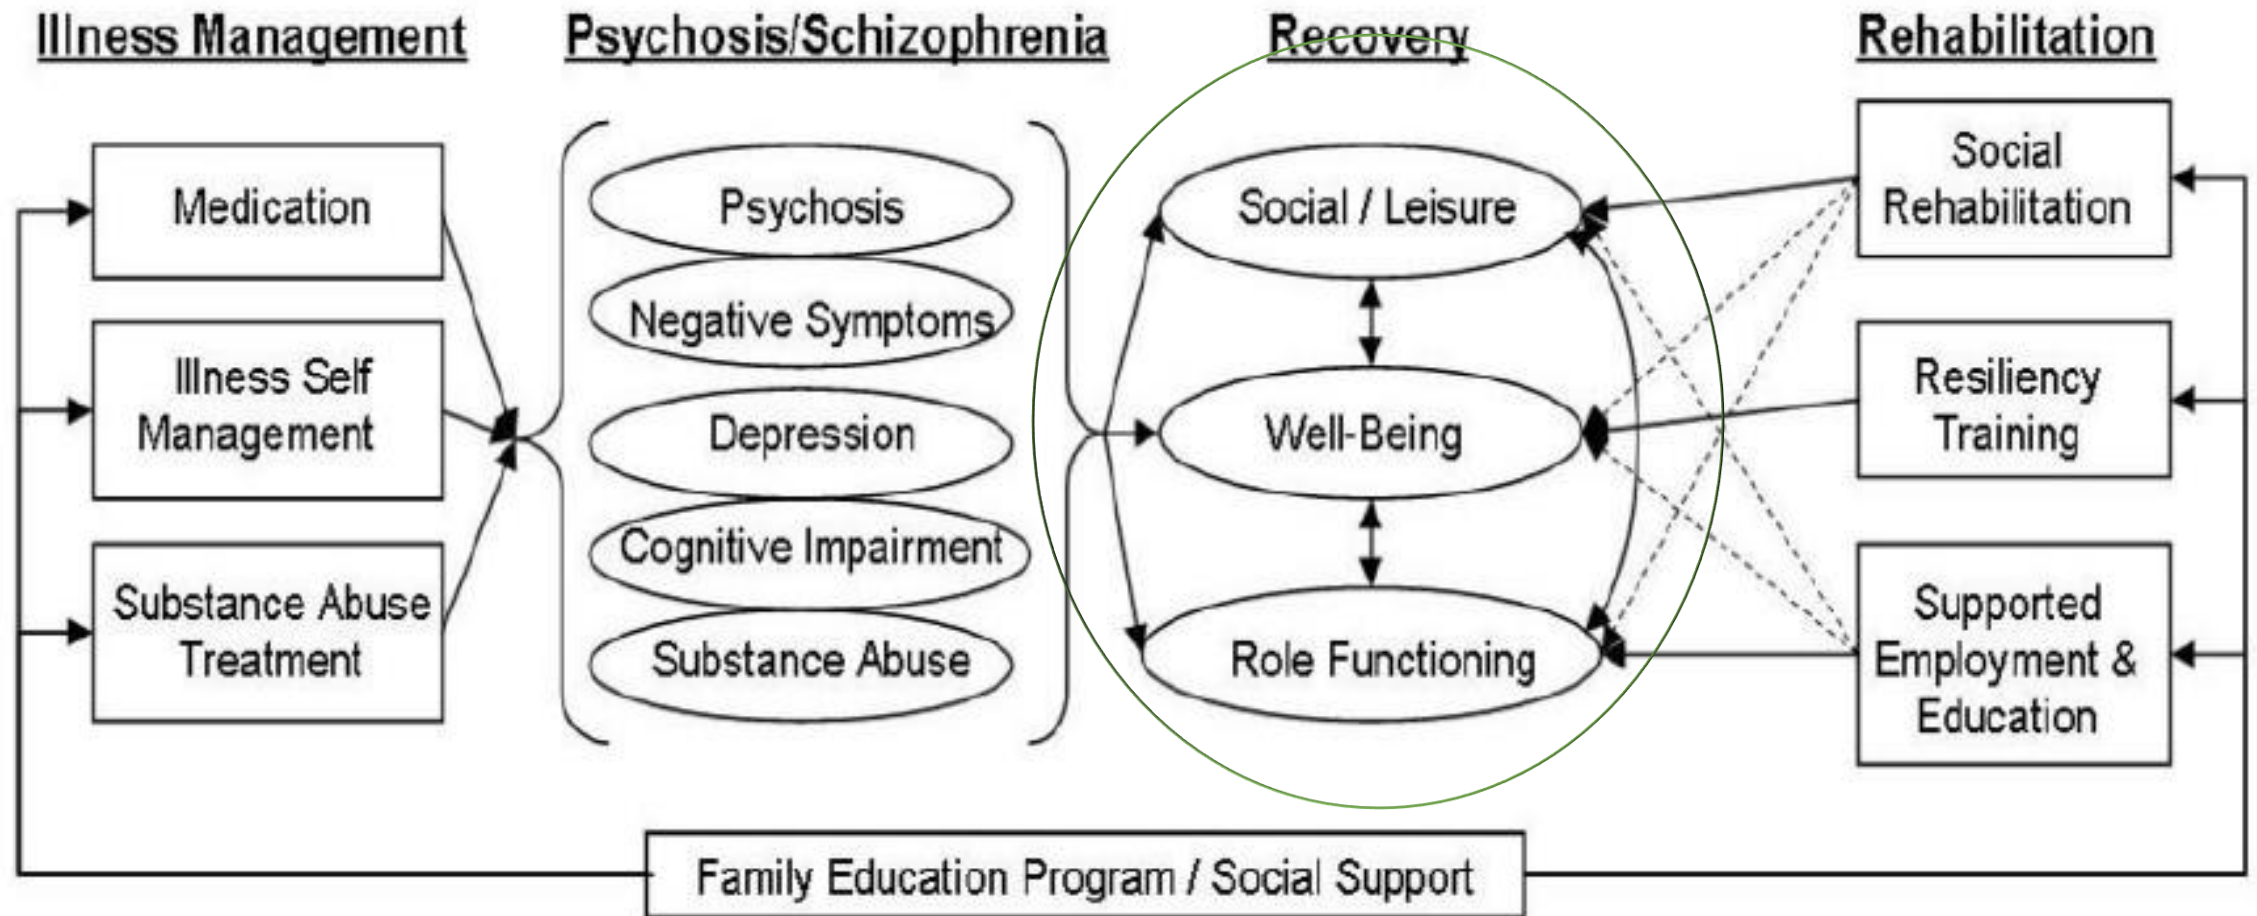 Illness Management
Psychosis/Schizophrenia
Recovery
Rehabilitation
Medication
Illness Self
Management
Substance Abuse
Treatment
Psychosis
Negative Symptoms
Depression
Cognitive Impairment
Substance Abuse
Social / Leisure
Well-Being
Role Functioning
Social
Rehabilitation
Resiliency
Training
Supported
Employment &
Education
Family Education Program / Social Support